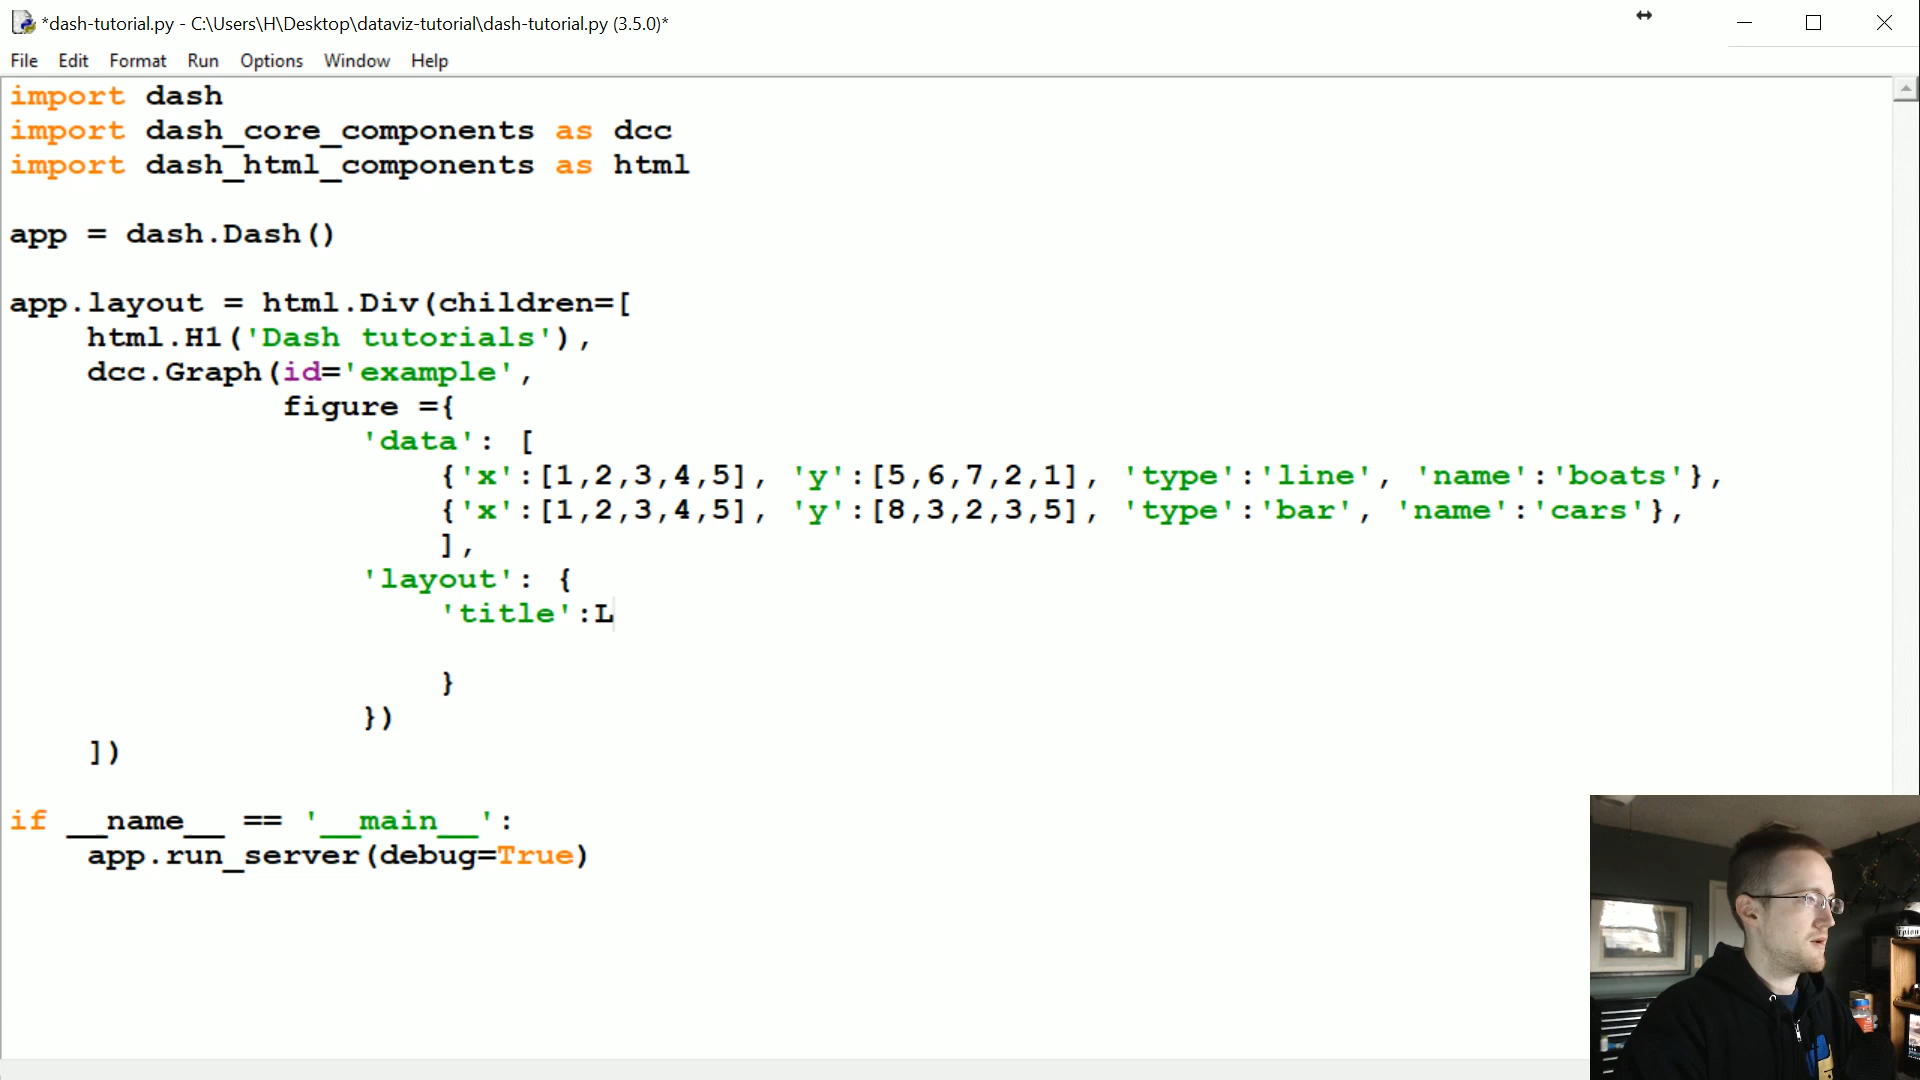 *dash-tutorial.py - C:\Users\H\Desktop\dataviz-tutorial\dash-tutorial.py (3.5.0)*
File Edit Format Run Options Window Help
import dash
import dash_core_components as dcc
import dash_html_components as html
app = dash.Dash()
app.layout = html.Div(children=[
    html.H1('Dash tutorials'),
    dcc.Graph(id='example',
              figure ={
                  'data': [
                      {'x':[1,2,3,4,5], 'y':[5,6,7,2,1], 'type':'line', 'name':'boats'},
                      {'x':[1,2,3,4,5], 'y':[8,3,2,3,5], 'type':'bar', 'name':'cars'},
                      ],
                  'layout': {
                      'title':L
                      }
                  })
    ])
if __name__ == '__main__':
    app.run_server(debug=True)